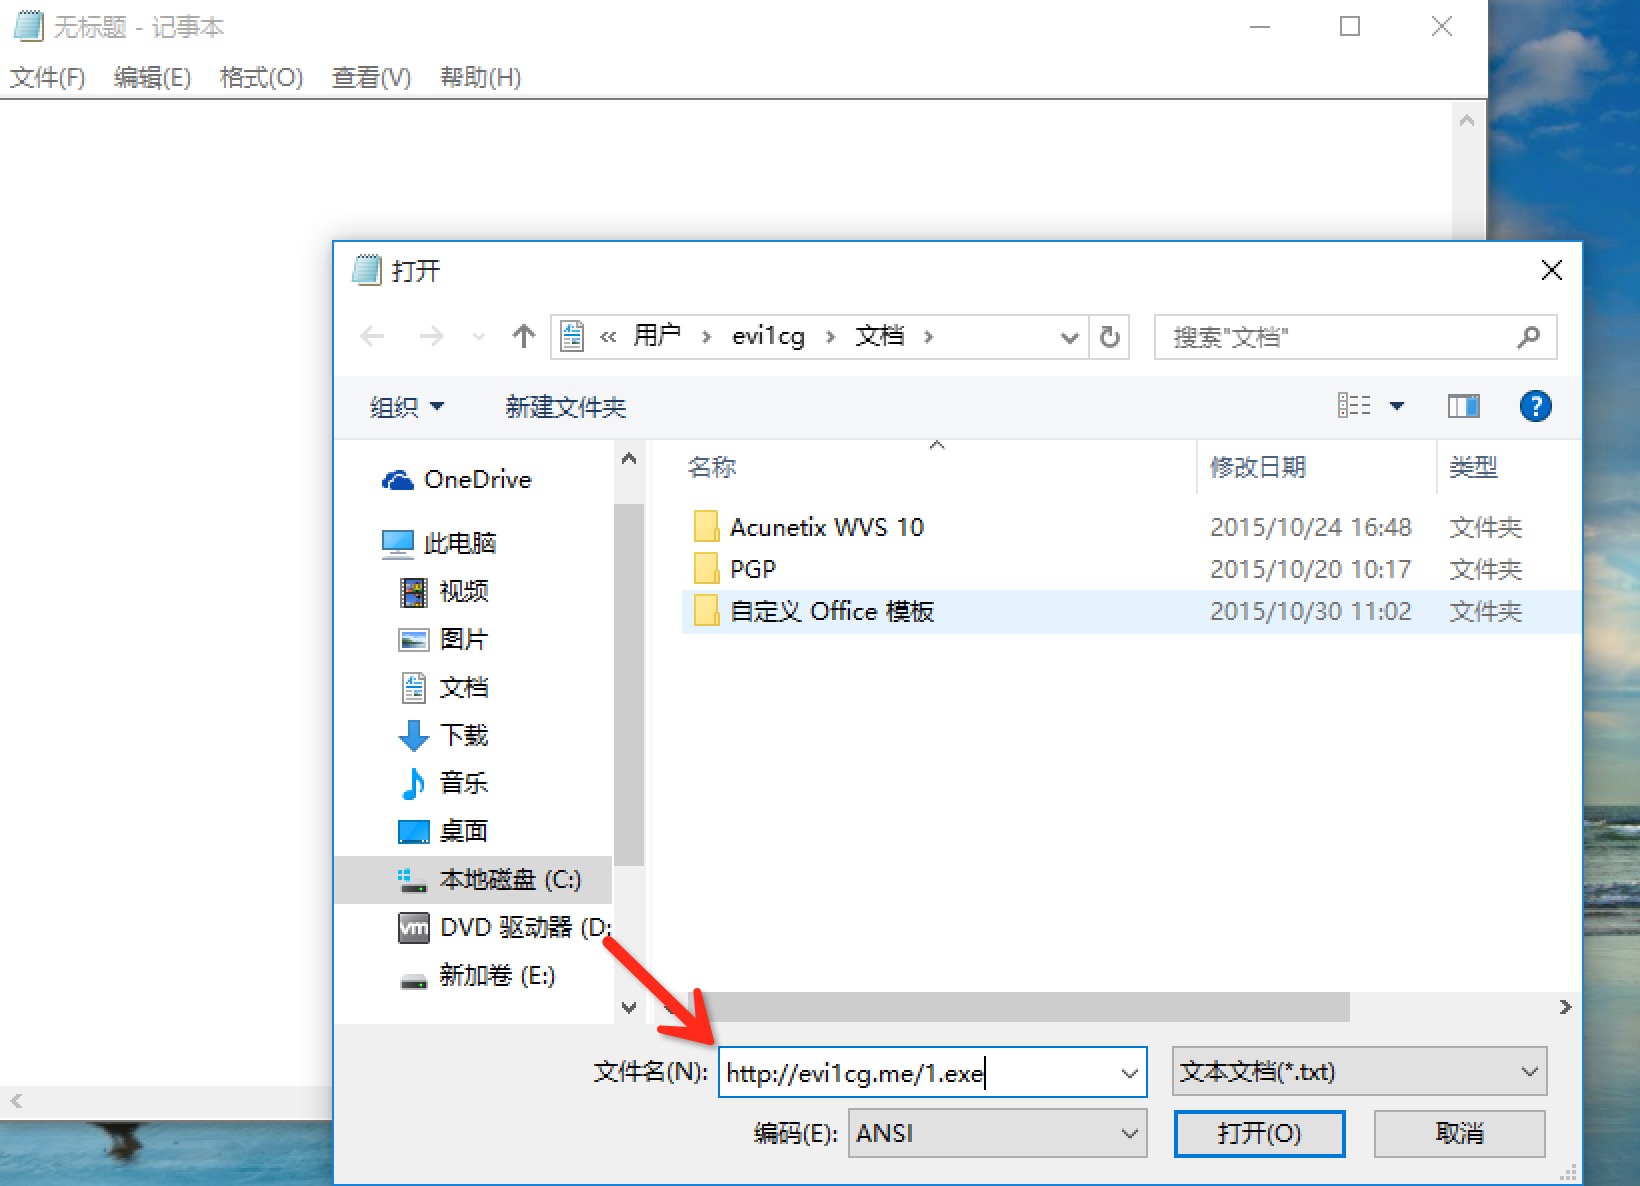 无标题 - 记事本
文件(F) 编辑(E) 格式(O) 查看(V) 帮助(H)
打开
« 用户 › evi1cg › 文档 ›
搜索"文档"
组织 新建文件夹
名称 修改日期 类型
OneDrive
此电脑
视频
图片
文档
下载
音乐
桌面
本地磁盘 (C:)
vm DVD 驱动器 (D:
新加卷 (E:)
Acunetix WVS 10 2015/10/24 16:48 文件夹
PGP 2015/10/20 10:17 文件夹
自定义 Office 模板 2015/10/30 11:02 文件夹
文件名(N): http://evi1cg.me/1.exe 文本文档(*.txt)
编码(E): ANSI 打开(O) 取消